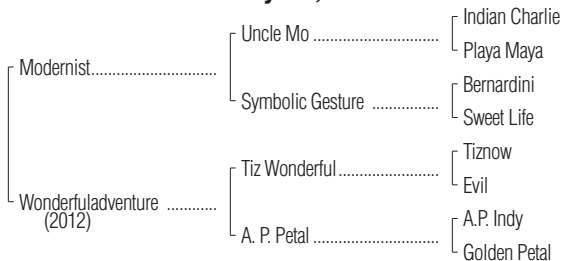 Indian Charlie
Uncle Mo ..............................
Playa Maya
Modernist..............................
Bernardini
Symbolic Gesture ................
Sweet Life
Tiznow
Tiz Wonderful........................
Evil
Wonderfuladventure ............
(2012)
A.P. Indy
A. P. Petal ..............................
Golden Petal